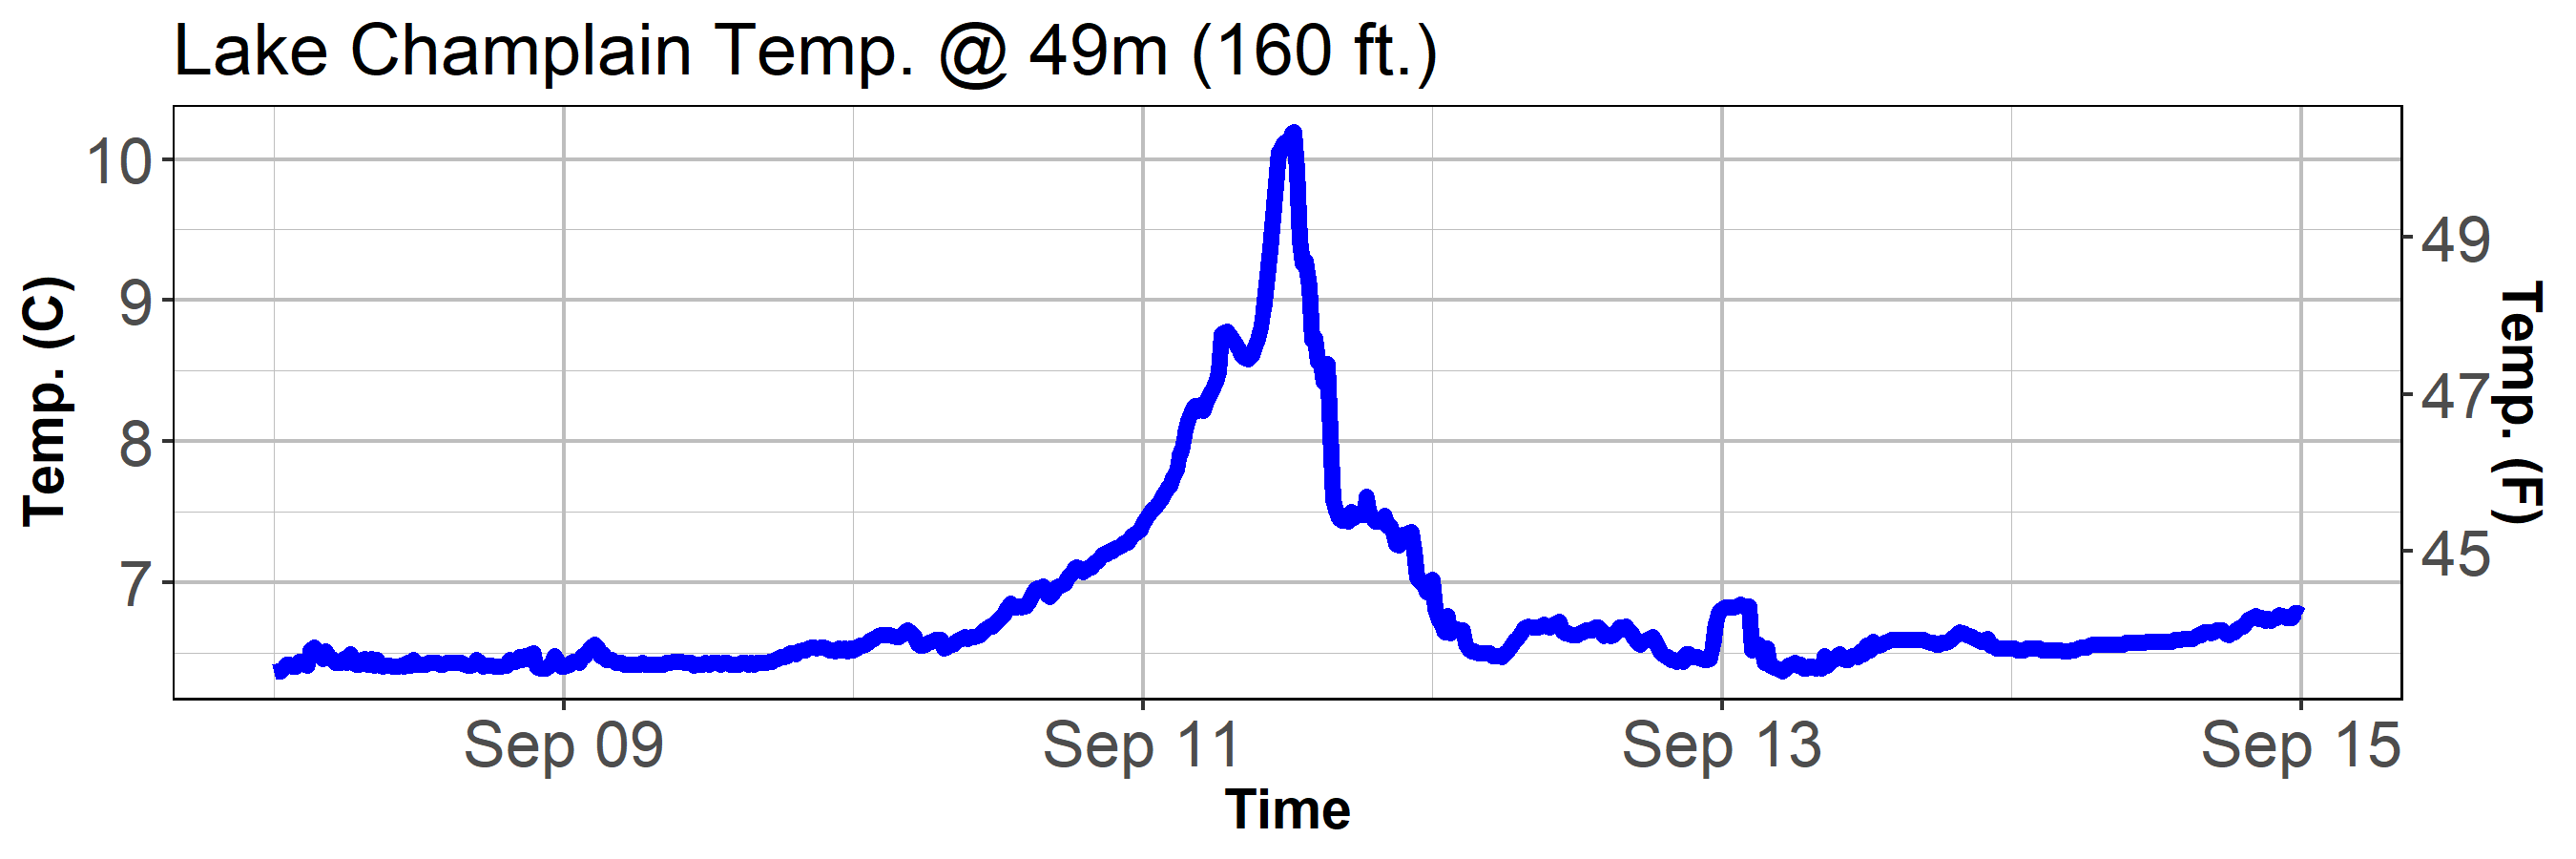 Lake Champlain Temp. @ 49m (160 ft.)
Temp. (C)
10
9
8
7
49
47
45
Temp. (F)
Sep 09 Sep 11 Sep 13 Sep 15
Time